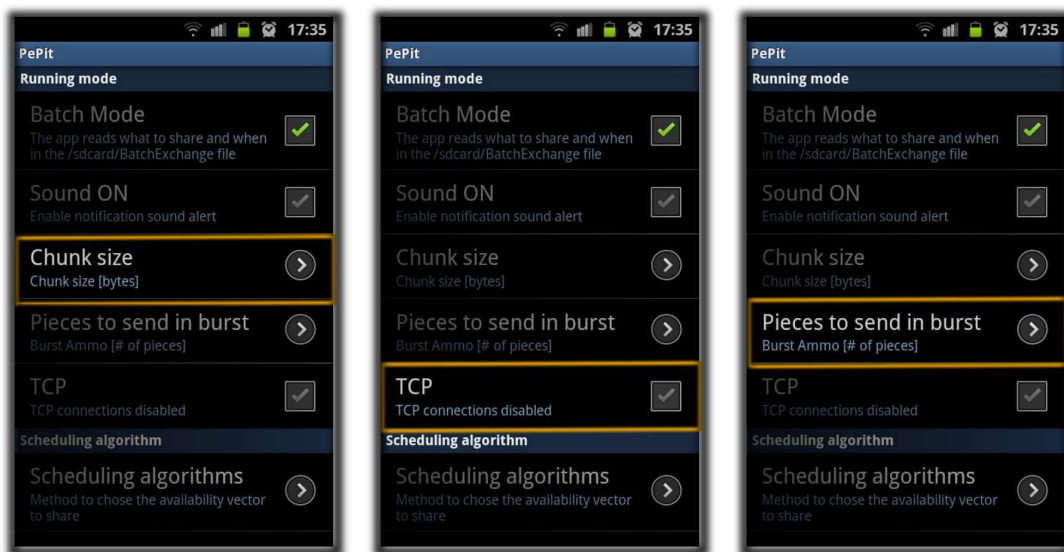 17:35
PePit
Running mode
Batch Mode
The app reads what to share and when
in the /sdcard/BatchExchange file
Sound ON
Enable notification sound alert
Chunk size
Chunk size [bytes]
Pieces to send in burst
Burst Ammo [# of pieces]
TCP
TCP connections disabled
Scheduling algorithm
Scheduling algorithms
Method to chose the availability vector
to share
17:35
PePit
Running mode
Batch Mode
The app reads what to share and when
in the /sdcard/BatchExchange file
Sound ON
Enable notification sound alert
Chunk size
Chunk size [bytes]
Pieces to send in burst
Burst Ammo [# of pieces]
TCP
TCP connections disabled
Scheduling algorithm
Scheduling algorithms
Method to chose the availability vector
to share
17:35
PePit
Running mode
Batch Mode
The app reads what to share and when
in the /sdcard/BatchExchange file
Sound ON
Enable notification sound alert
Chunk size
Chunk size [bytes]
Pieces to send in burst
Burst Ammo [# of pieces]
TCP
TCP connections disabled
Scheduling algorithm
Scheduling algorithms
Method to chose the availability vector
to share